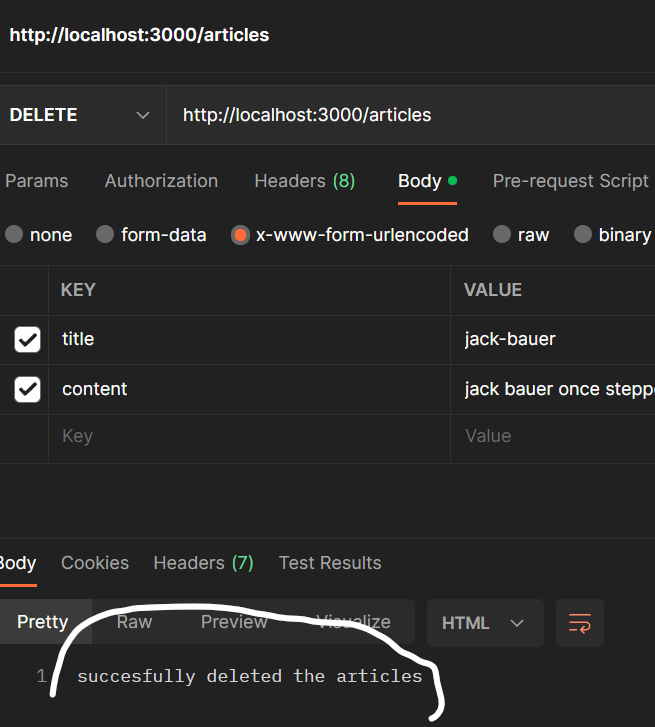 http://localhost:3000/articles
DELETE http://localhost:3000/articles
Params Authorization Headers (8) Body Pre-request Script
none form-data x-www-form-urlencoded raw binary
KEY VALUE
title jack-bauer
content jack bauer once stepp
Key Value
Body Cookies Headers (7) Test Results
Pretty Raw Preview Visualize HTML
1 succesfully deleted the articles